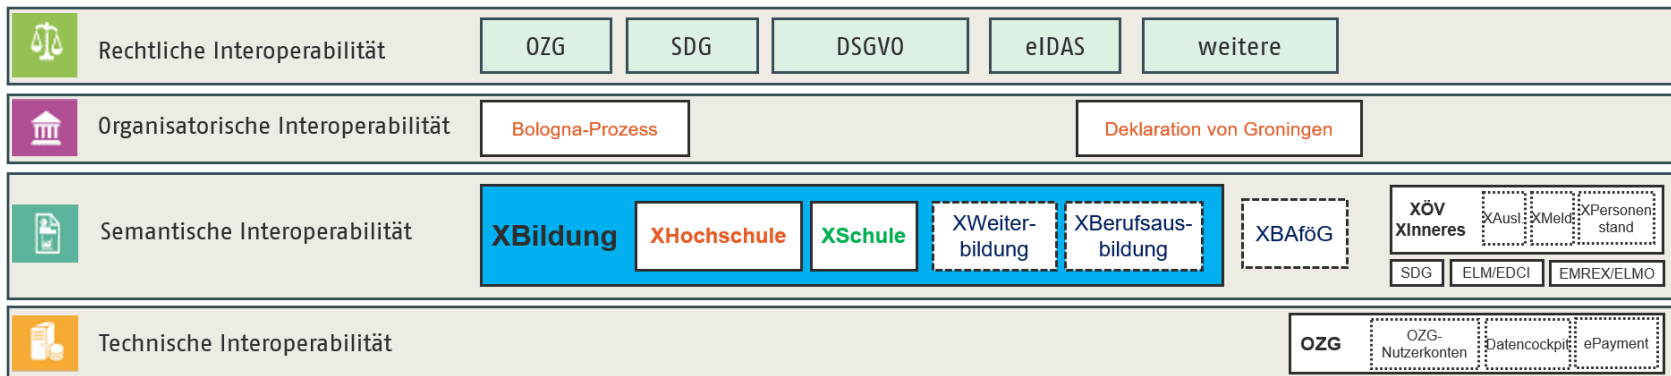 Rechtliche Interoperabilität
OZG
SDG
DSGVO
eIDAS
weitere
Organisatorische Interoperabilität
Bologna-Prozess
Deklaration von Groningen
Semantische Interoperabilität
XBildung
XHochschule
XSchule
XWeiter-
bildung
XBerufsaus-
bildung
XBAföG
XÖV
XInneres
XAusl
XMeld
XPersonen
stand
SDG
ELM/EDCI
EMREX/ELMO
Technische Interoperabilität
OZG
OZG-
Nutzerkonten
Datencockpit
ePayment